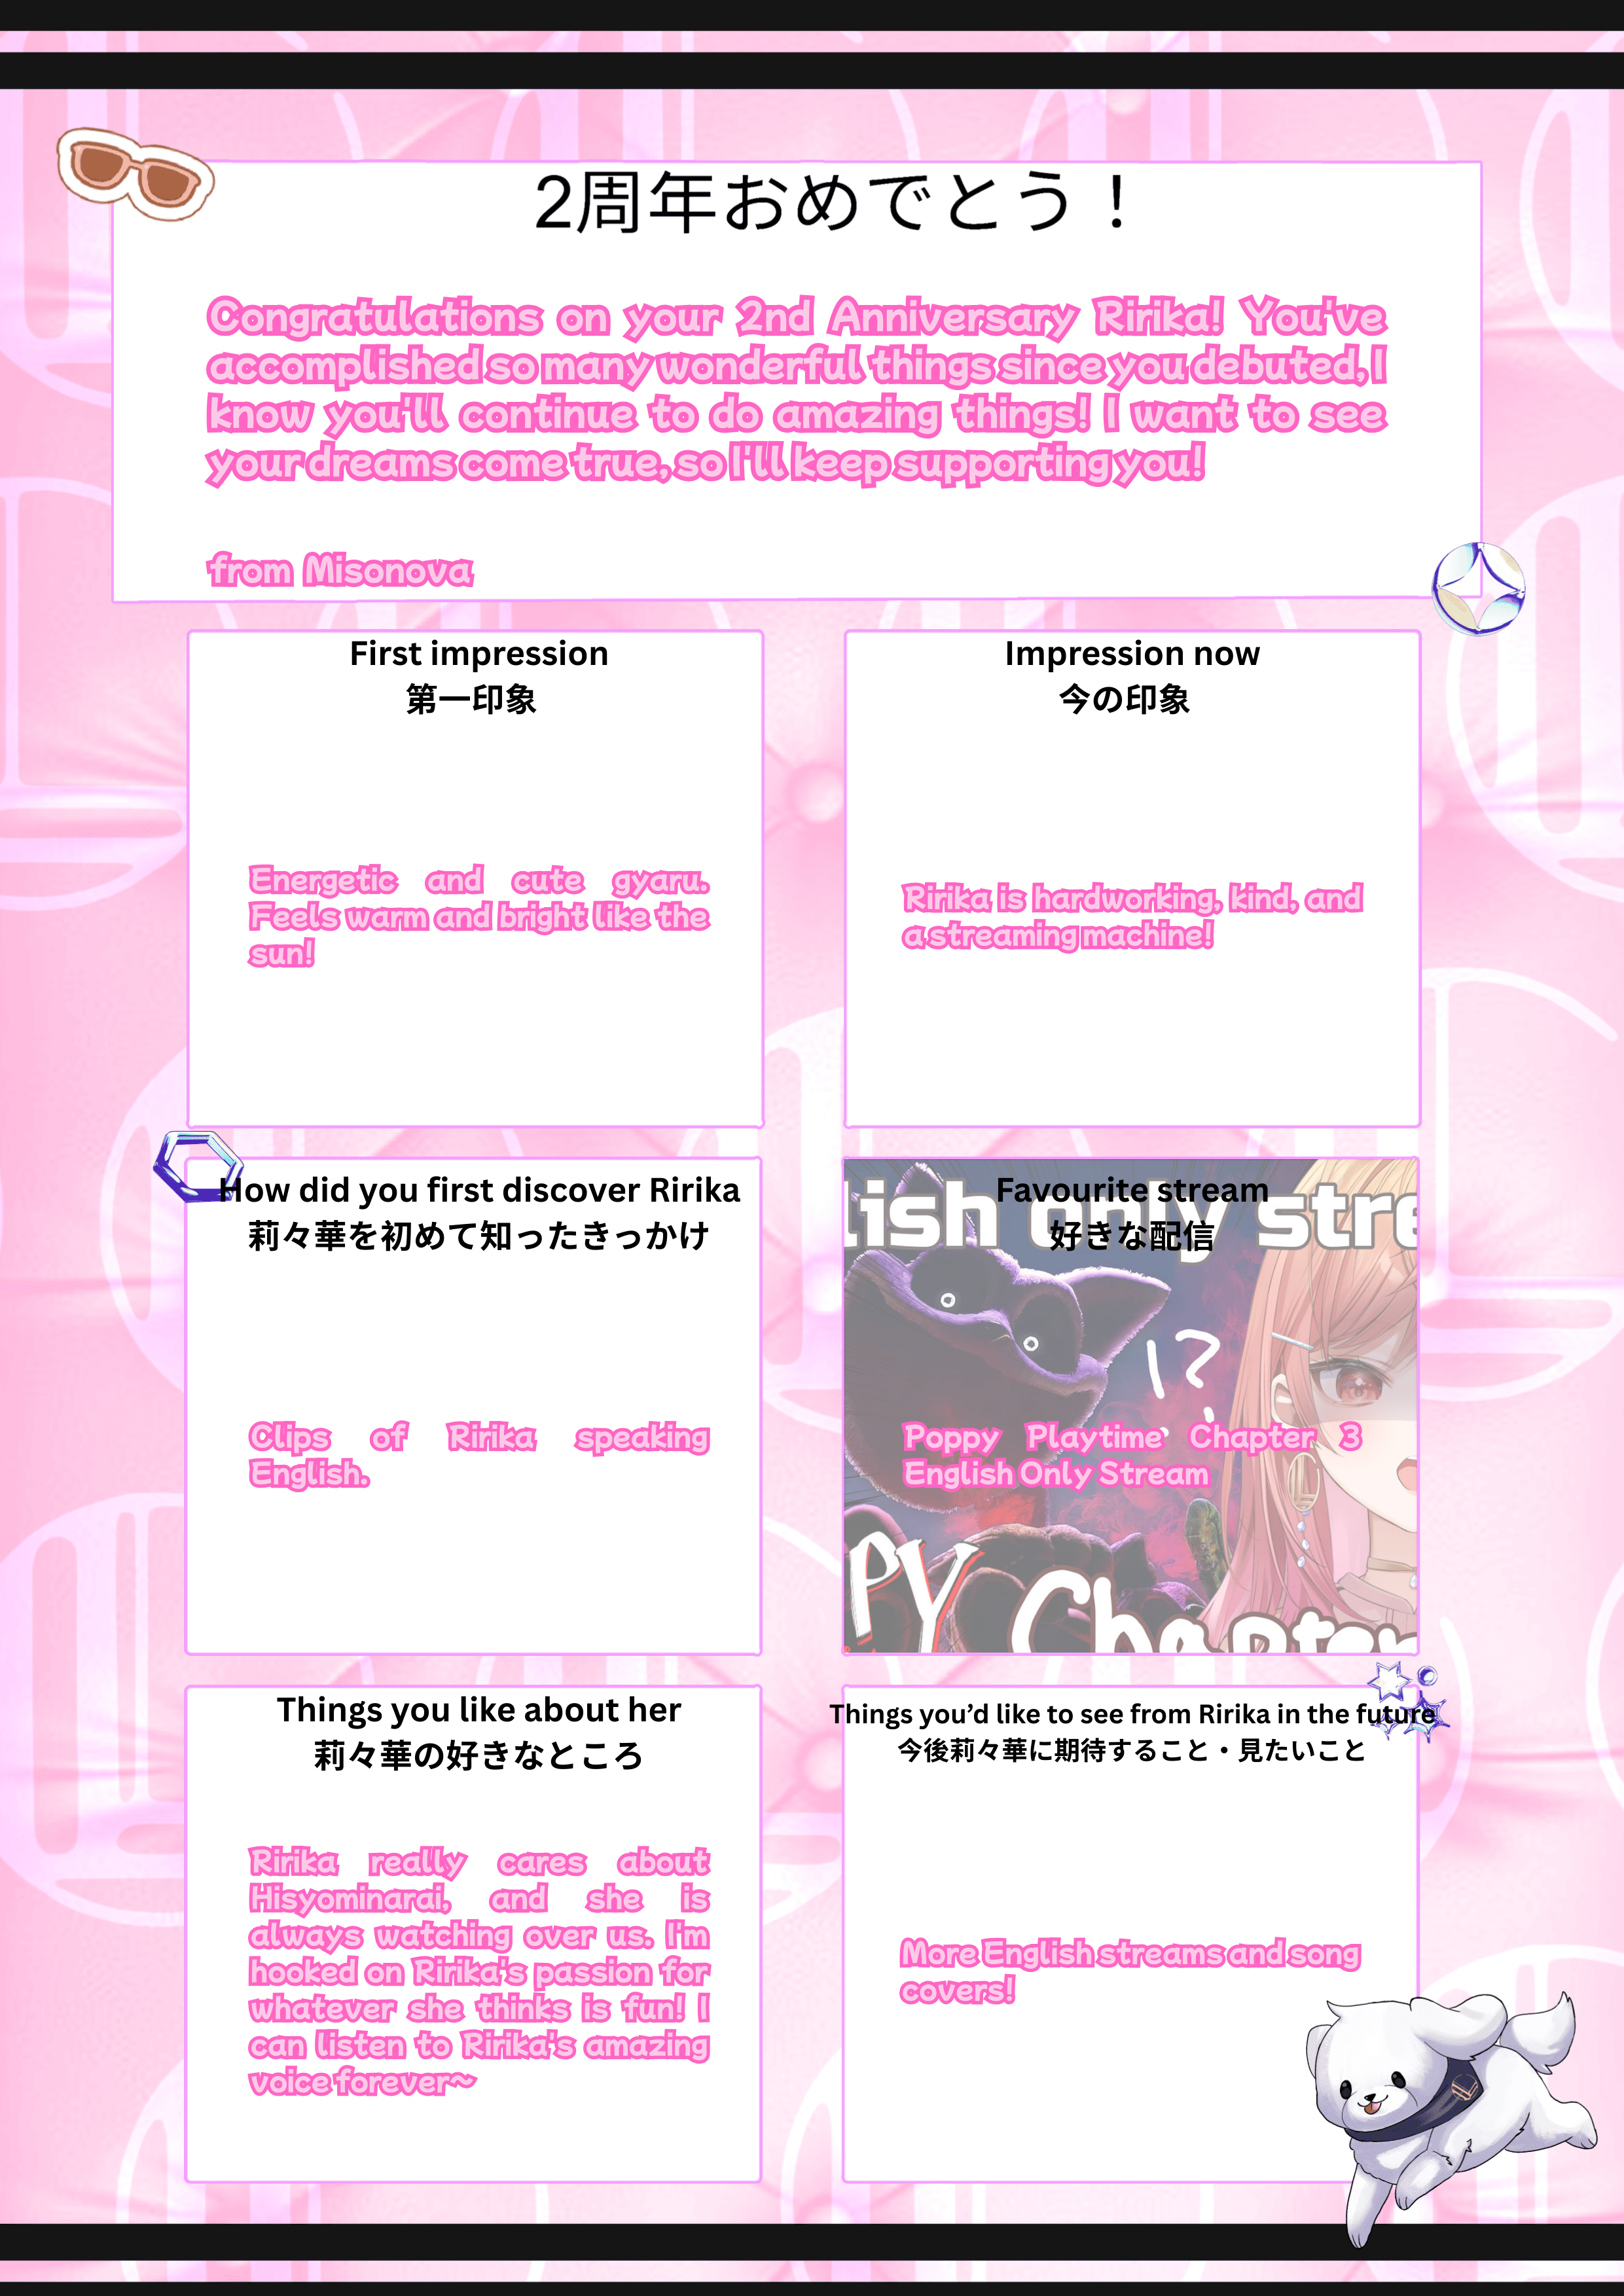 2周年おめでとう！
Congratulations on your 2nd Anniversary Ririka! You've
accomplished so many wonderful things since you debuted, I
know you'll continue to do amazing things! I want to see
your dreams come true, so I'll keep supporting you!
from Misonova
First impression
第一印象
Energetic and cute gyaru.
Feels warm and bright like the
sun!
Impression now
今の印象
Ririka is hardworking, kind, and
a streaming machine!
How did you first discover Ririka
莉々華を初めて知ったきっかけ
Clips of Ririka speaking
English.
Favourite stream
好きな配信
lish only stre
!?
Poppy Playtime Chapter 3
English Only Stream
PY Chapter
Things you like about her
莉々華の好きなところ
Ririka really cares about
Hisyominarai, and she is
always watching over us. I'm
hooked on Ririka's passion for
whatever she thinks is fun! I
can listen to Ririka's amazing
voice forever~
Things you’d like to see from Ririka in the future
今後莉々華に期待すること・見たいこと
More English streams and song
covers!